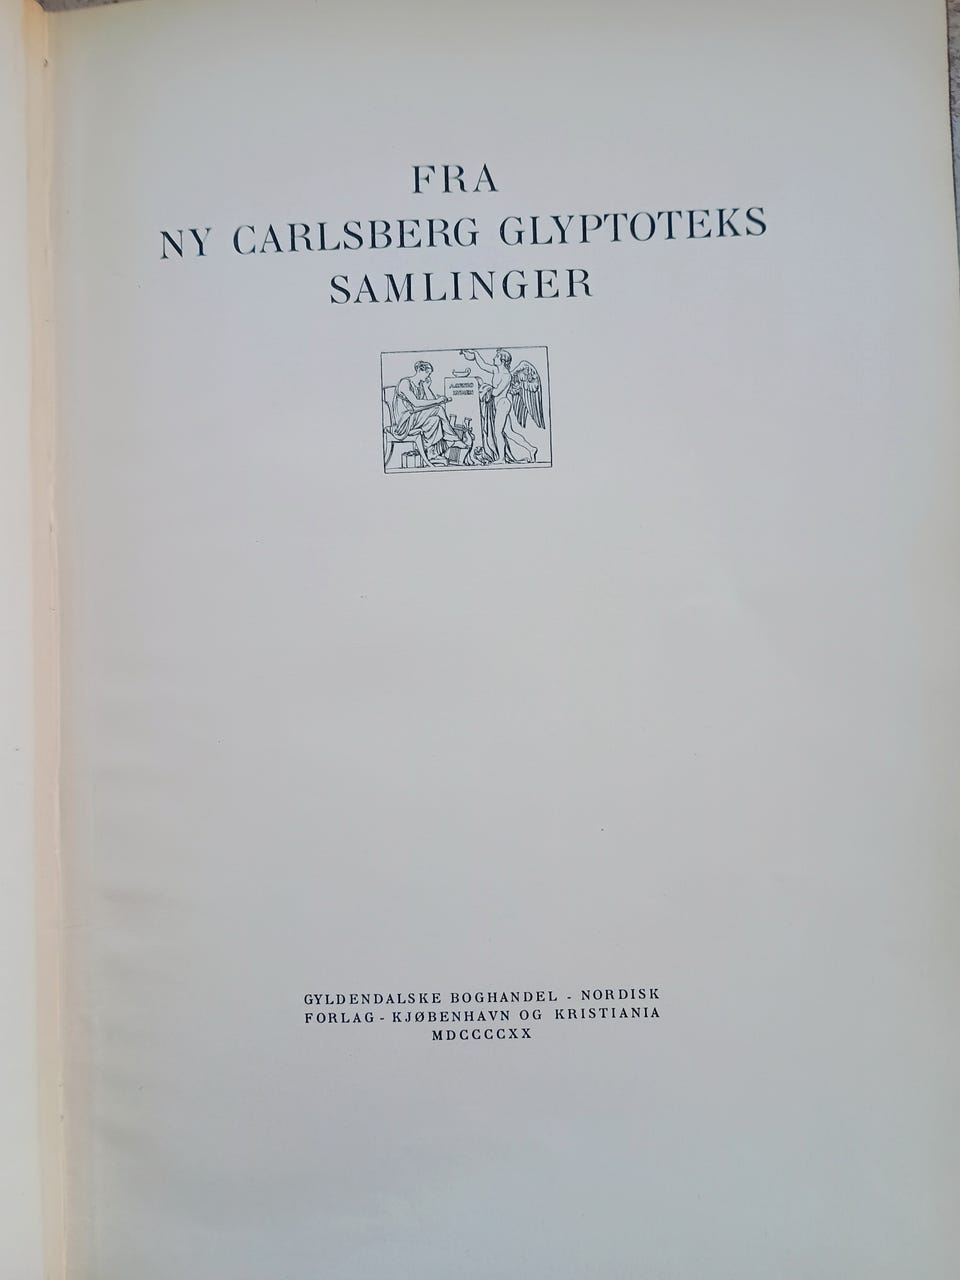 FRA
NY CARLSBERG GLYPTOTEKS
SAMLINGER
GYLDENDALSKE BOGHANDEL - NORDISK
FORLAG - KJØBENHAVN OG KRISTIANIA
MDCCCCXX